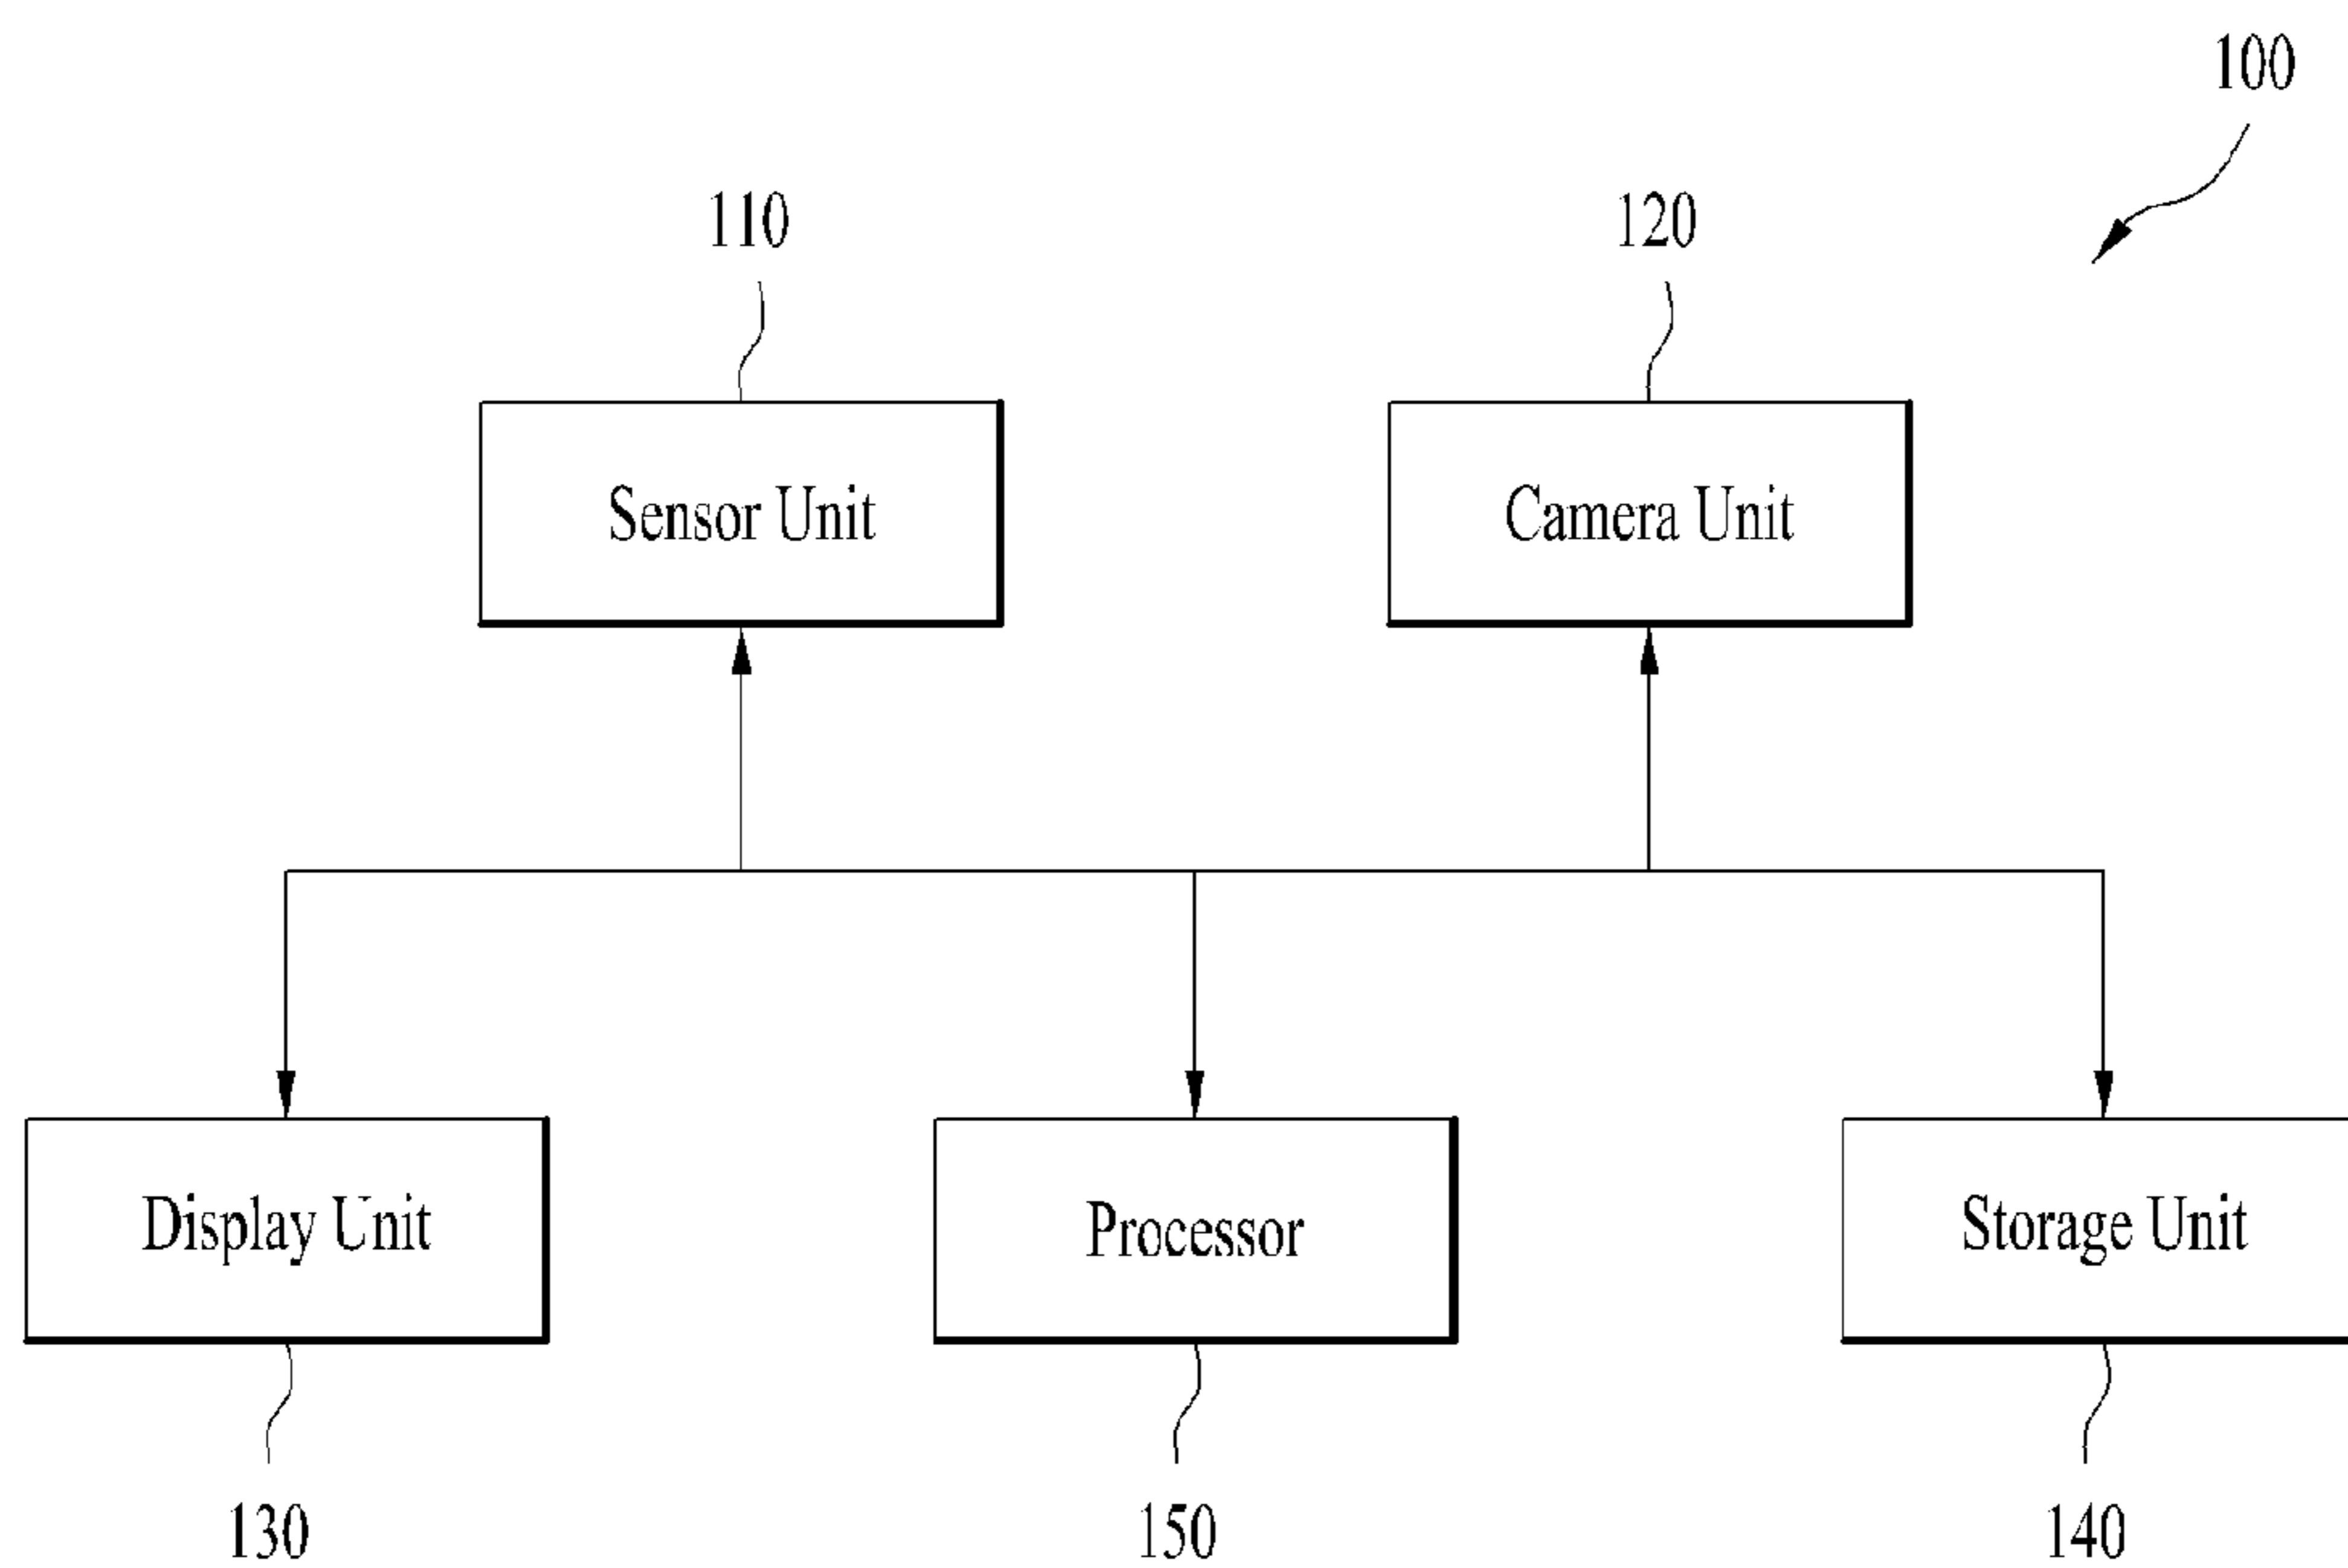 100
110
120
Sensor Unit
Camera Unit
Display Unit
Processor
Storage Unit
130
150
140